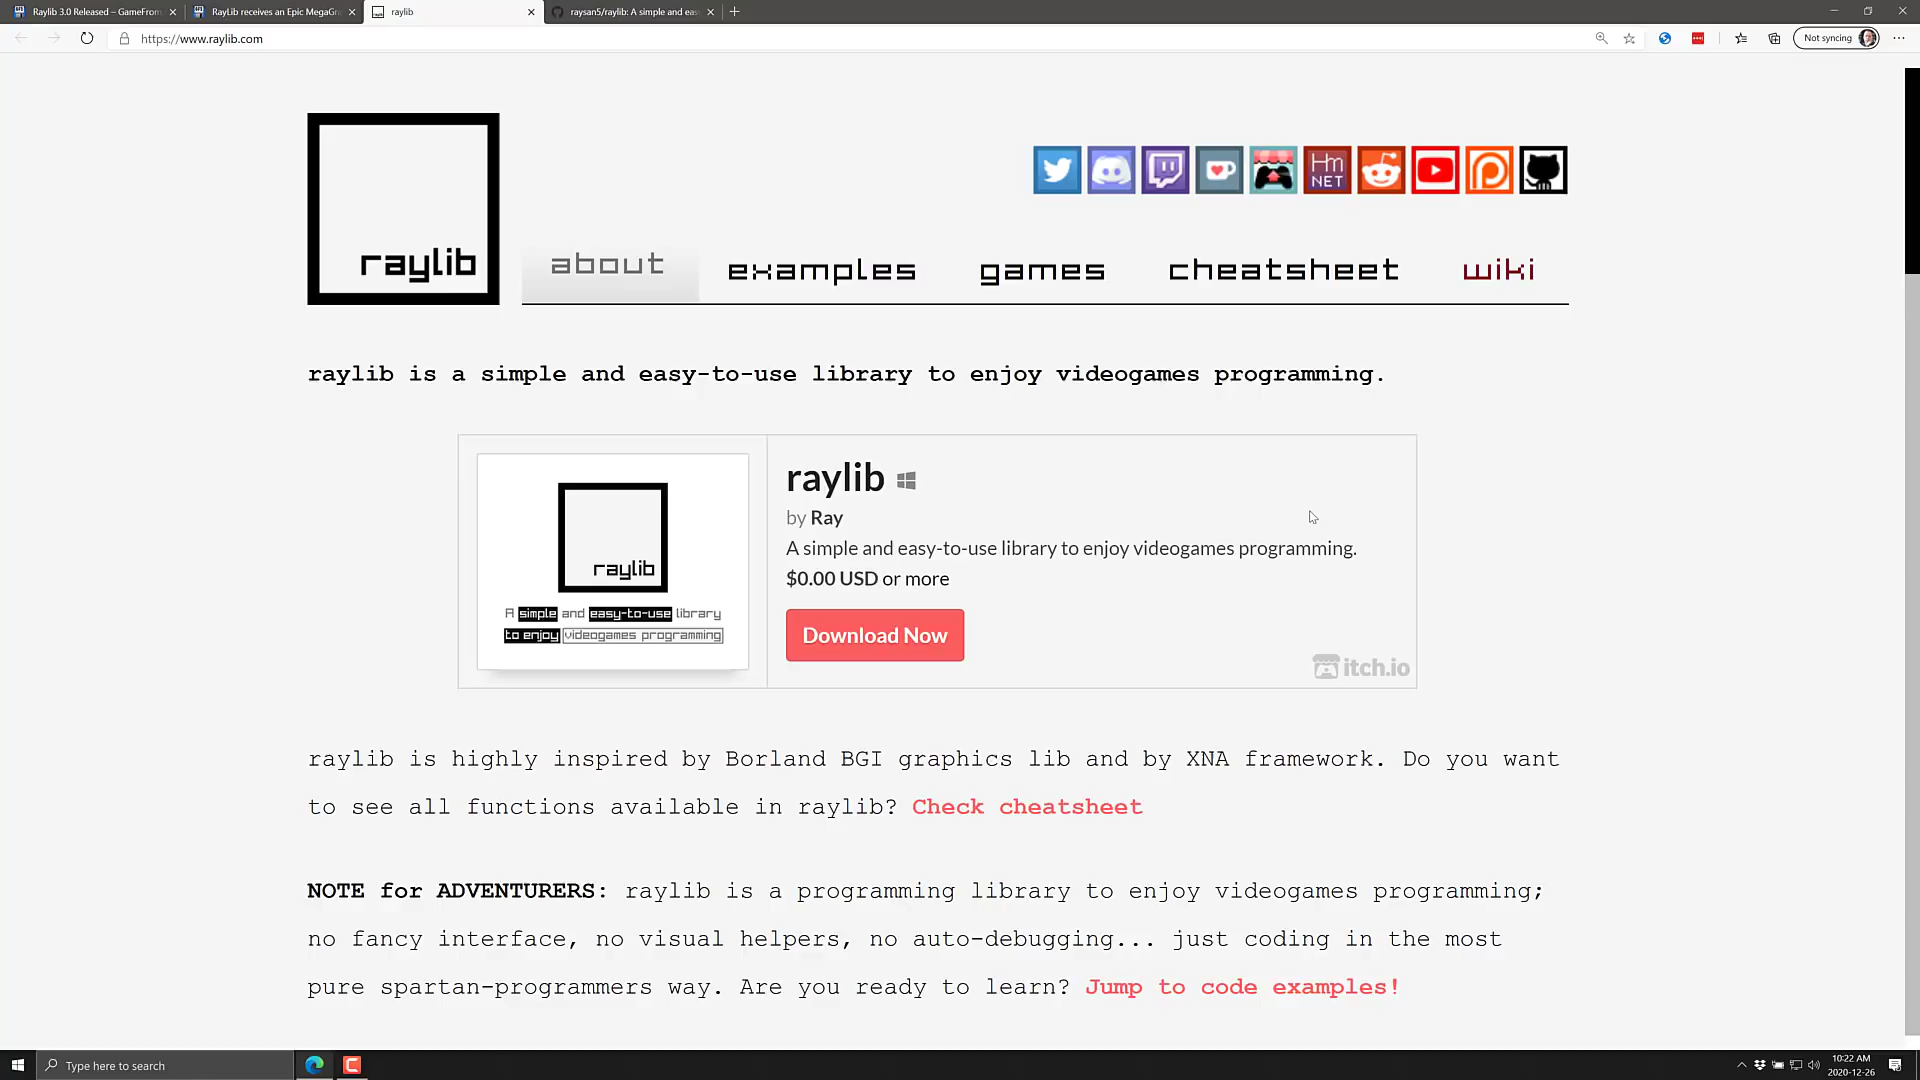 Raylib 3.0 Released – GameFrom
RayLib receives an Epic MegaGr
raylib
raysan5/raylib: A simple and eas
https://www.raylib.com
Not syncing
Hm
NET
raylib
about
examples
games
cheatsheet
wiki
raylib is a simple and easy-to-use library to enjoy videogames programming.
raylib
A simple and easy-to-use library
to enjoy videogames programming
raylib
by Ray
A simple and easy-to-use library to enjoy videogames programming.
$0.00 USD or more
Download Now
itch.io
raylib is highly inspired by Borland BGI graphics lib and by XNA framework. Do you want
to see all functions available in raylib? Check cheatsheet
NOTE for ADVENTURERS: raylib is a programming library to enjoy videogames programming;
no fancy interface, no visual helpers, no auto-debugging... just coding in the most
pure spartan-programmers way. Are you ready to learn? Jump to code examples!
Type here to search
10:22 AM
2020-12-26